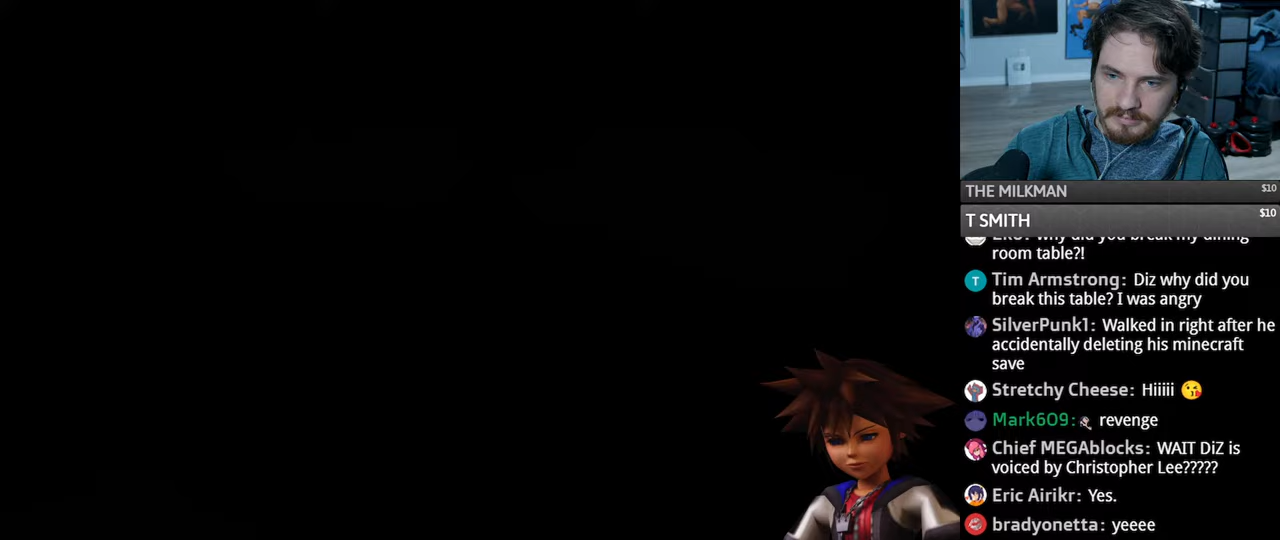 THE MILKMAN $10
T SMITH $10
why did you break my dining
room table?!
T Tim Armstrong: Diz why did you
break this table? I was angry
SilverPunk1: Walked in right after he
accidentally deleting his minecraft
save
Stretchy Cheese: Hiiiii 😘
Mark609: revenge
Chief MEGAblocks: WAIT DiZ is
voiced by Christopher Lee?????
Eric Airikr: Yes.
bradyonetta: yeeee